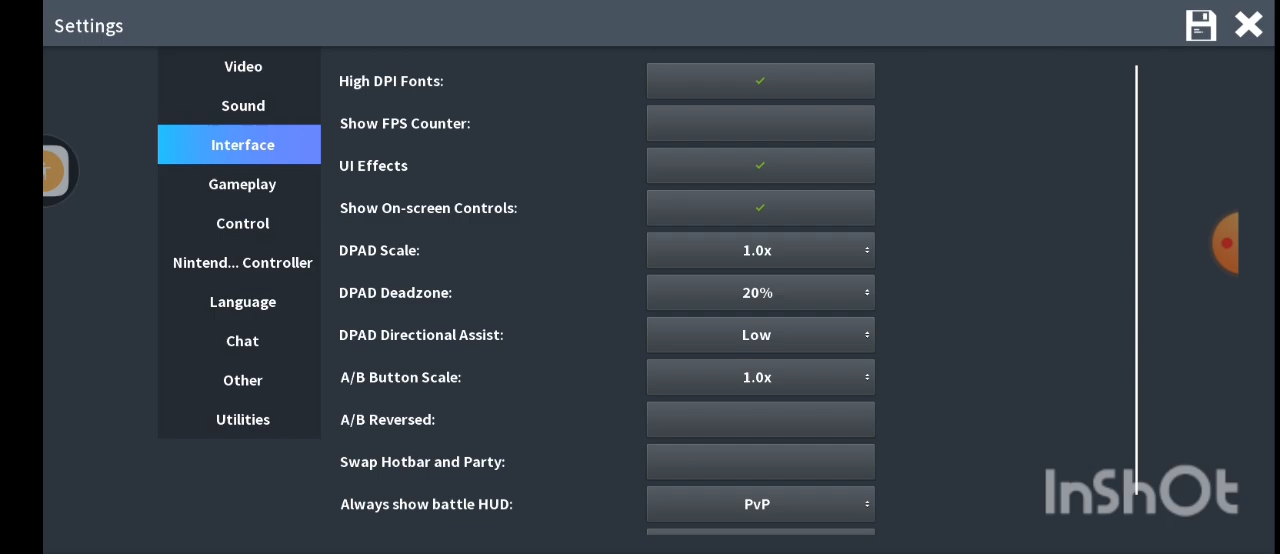 Settings
Video
Sound
Interface
Gameplay
Control
Nintend... Controller
Language
Chat
Other
Utilities
High DPI Fonts:
Show FPS Counter:
UI Effects
Show On-screen Controls:
DPAD Scale: 1.0x
DPAD Deadzone: 20%
DPAD Directional Assist: Low
A/B Button Scale: 1.0x
A/B Reversed:
Swap Hotbar and Party:
Always show battle HUD: PvP
InShOt